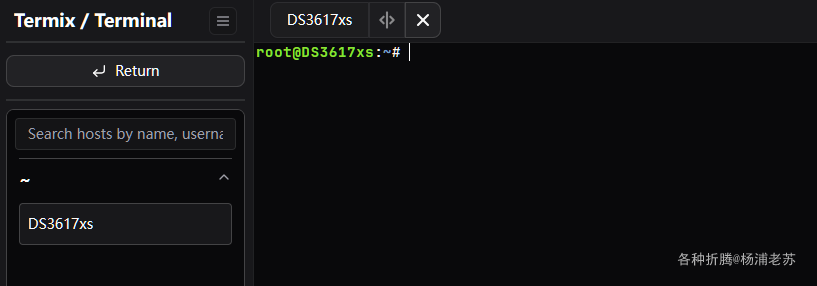 Termix / Terminal
DS3617xs
root@DS3617xs:~#
Return
Search hosts by name, userna
~
DS3617xs
各种折腾@杨浦老苏